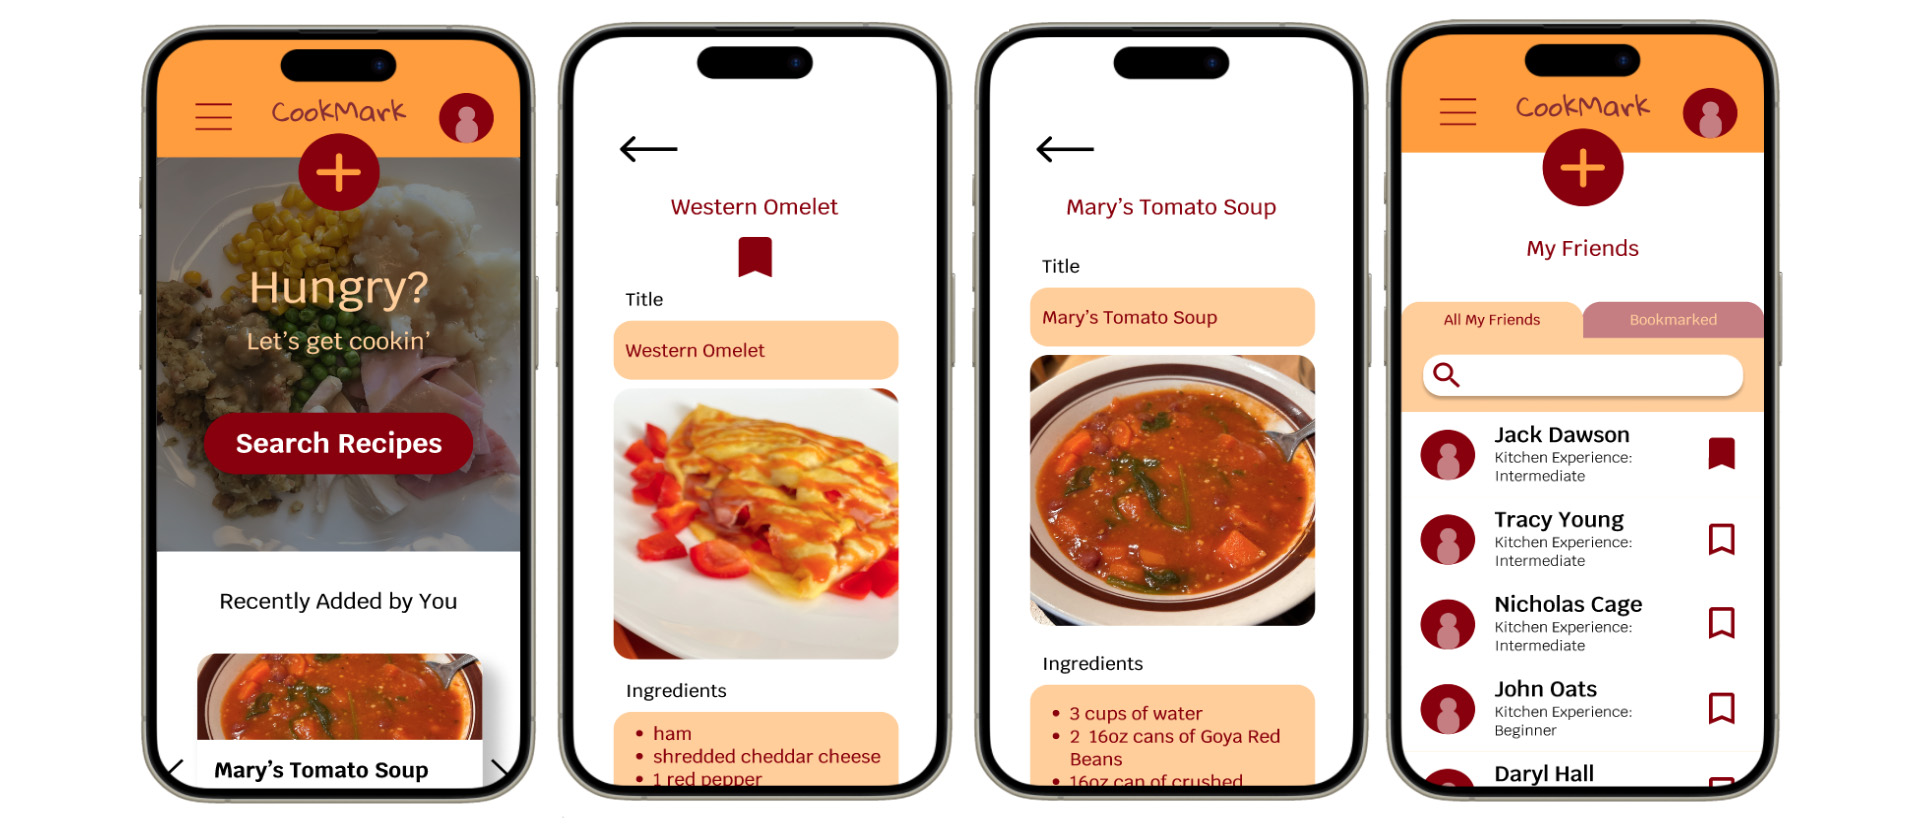 CookMark
Hungry?
Let's get cookin'
Search Recipes
Recently Added by You
Mary's Tomato Soup
Western Omelet
Title
Western Omelet
Ingredients
• ham
• shredded cheddar cheese
• 1 red pepper
Mary's Tomato Soup
Title
Mary's Tomato Soup
Ingredients
• 3 cups of water
• 2 16oz cans of Goya Red
Beans
• 16oz can of crushed
CookMark
My Friends
All My Friends
Bookmarked
Jack Dawson
Kitchen Experience:
Intermediate
Tracy Young
Kitchen Experience:
Intermediate
Nicholas Cage
Kitchen Experience:
Intermediate
John Oats
Kitchen Experience:
Beginner
Daryl Hall